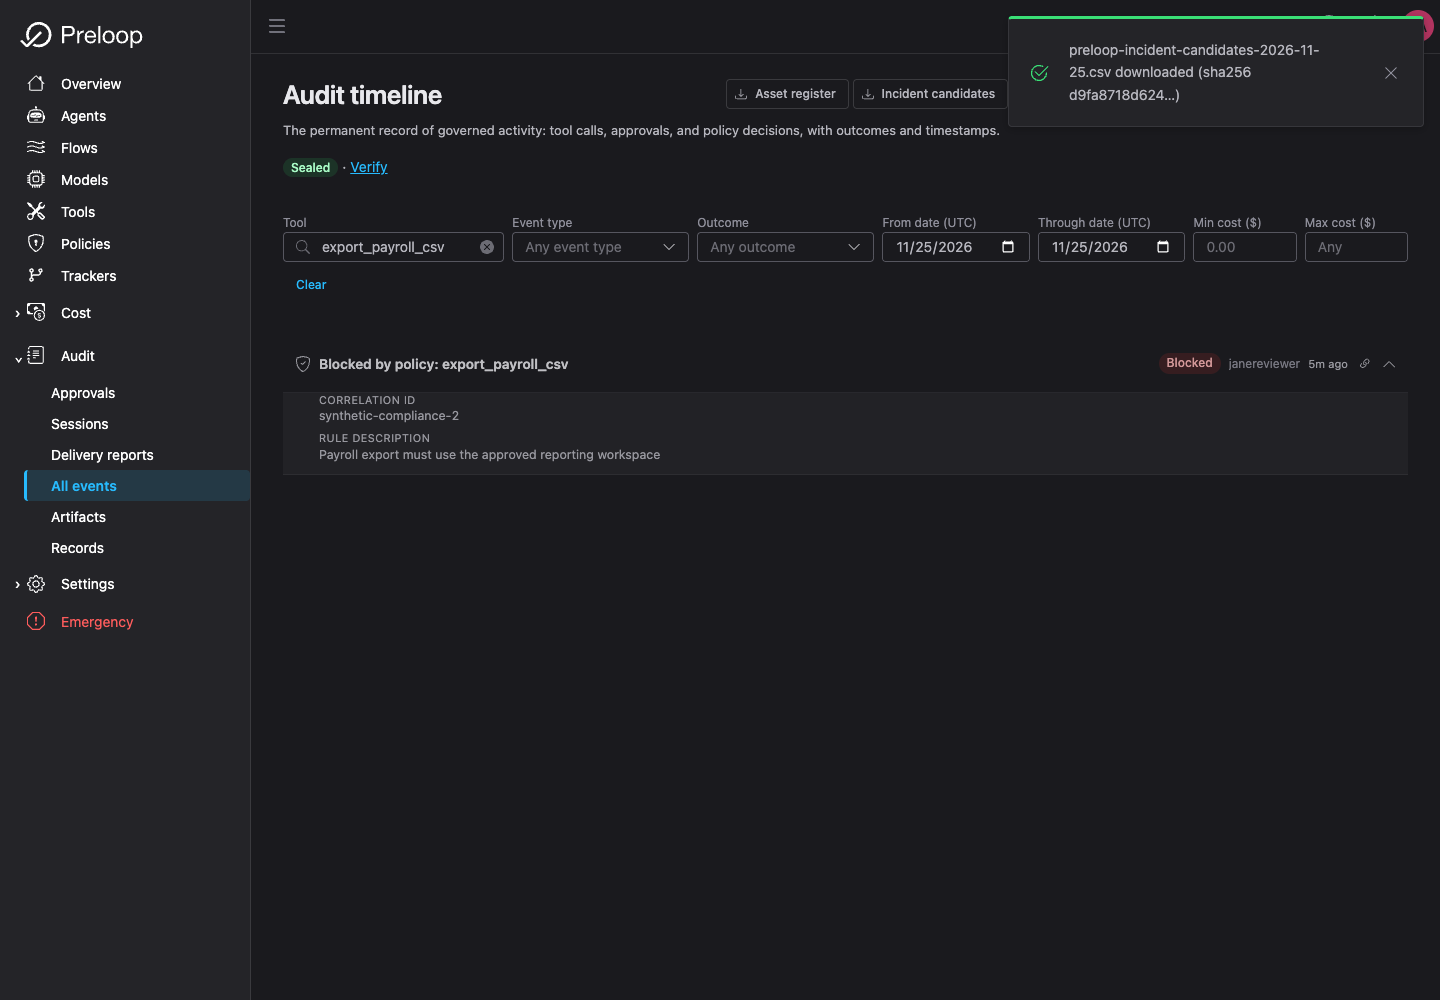 Preloop
Overview
Agents
Flows
Models
Tools
Policies
Trackers
Cost
Audit
Approvals
Sessions
Delivery reports
All events
Artifacts
Records
Settings
Emergency
Audit timeline
Asset register
Incident candidates
preloop-incident-candidates-2026-11-
25.csv downloaded (sha256
d9fa8718d624…)
The permanent record of governed activity: tool calls, approvals, and policy decisions, with outcomes and timestamps.
Sealed · Verify
Tool Event type Outcome From date (UTC) Through date (UTC) Min cost ($) Max cost ($)
export_payroll_csv Any event type Any outcome 11/25/2026 11/25/2026 0.00 Any
Clear
Blocked by policy: export_payroll_csv Blocked janereviewer 5m ago
CORRELATION ID
synthetic-compliance-2
RULE DESCRIPTION
Payroll export must use the approved reporting workspace